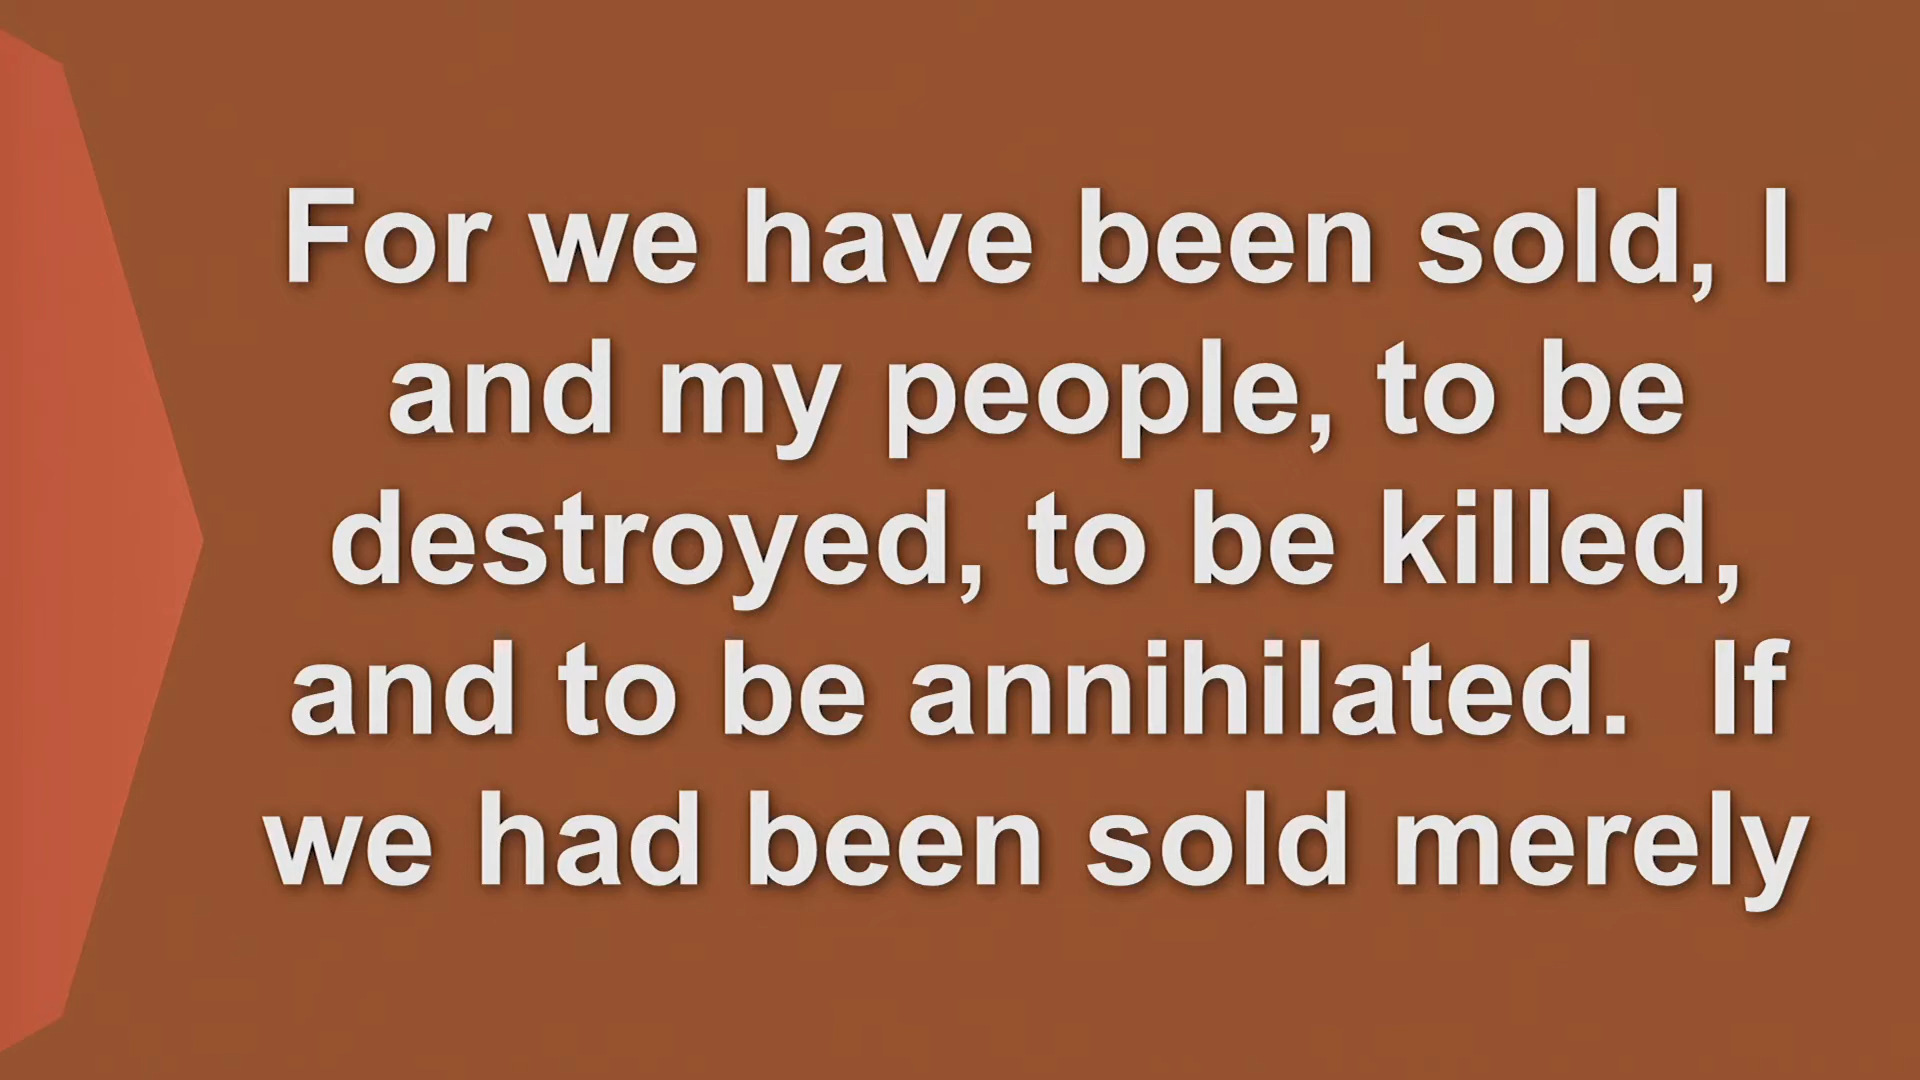 For we have been sold, I
and my people, to be
destroyed, to be killed,
and to be annihilated.  If
we had been sold merely